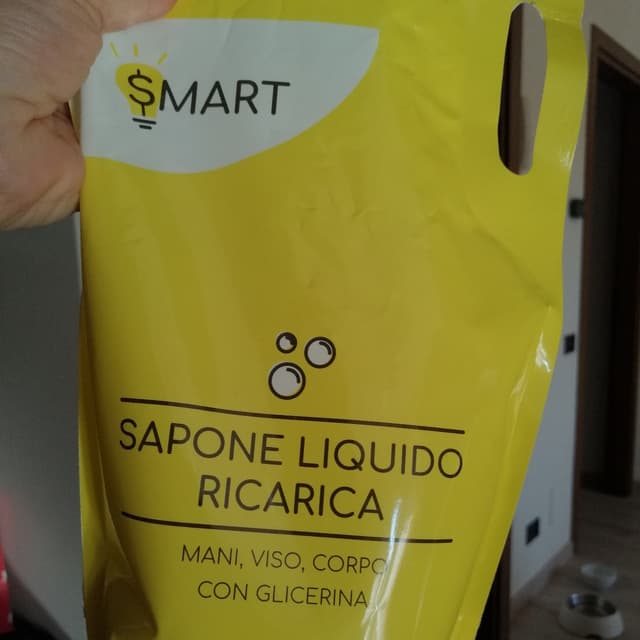 $MART
SAPONE LIQUIDO
RICARICA
MANI, VISO, CORPO
CON GLICERINA